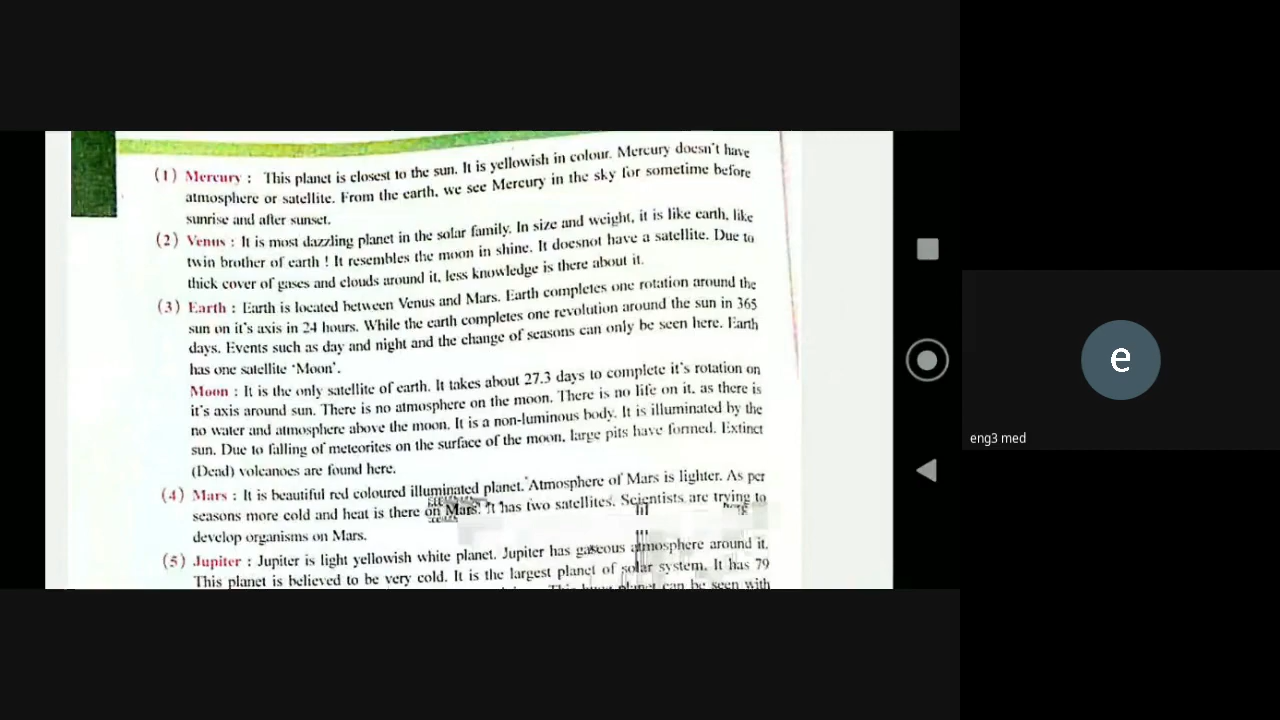 (1) Mercury : This planet is closest to the sun. It is yellowish in colour. Mercury doesn't have
atmosphere or satellite. From the earth, we see Mercury in the sky for sometime before
sunrise and after sunset.
(2) Venus : It is most dazzling planet in the solar family. In size and weight, it is like earth, like
twin brother of earth ! It resembles the moon in shine. It doesnot have a satellite. Due to
thick cover of gases and clouds around it, less knowledge is there about it.
(3) Earth : Earth is located between Venus and Mars. Earth completes one rotation around the
sun on it's axis in 24 hours. While the earth completes one revolution around the sun in 365
days. Events such as day and night and the change of seasons can only be seen here. Earth
has one satellite 'Moon'.
Moon : It is the only satellite of earth. It takes about 27.3 days to complete it's rotation on
it's axis around sun. There is no atmosphere on the moon. There is no life on it, as there is
no water and atmosphere above the moon. It is a non-luminous body. It is illuminated by the
sun. Due to falling of meteorites on the surface of the moon, large pits have formed. Extinct
(Dead) volcanoes are found here.
(4) Mars : It is beautiful red coloured illuminated planet. Atmosphere of Mars is lighter. As per
seasons more cold and heat is there on Mars. It has two satellites. Scientists are trying to
develop organisms on Mars.
(5) Jupiter : Jupiter is light yellowish white planet. Jupiter has gaseous atmosphere around it.
This planet is believed to be very cold. It is the largest planet of solar system. It has 79
planet can be seen with
e
eng3 med